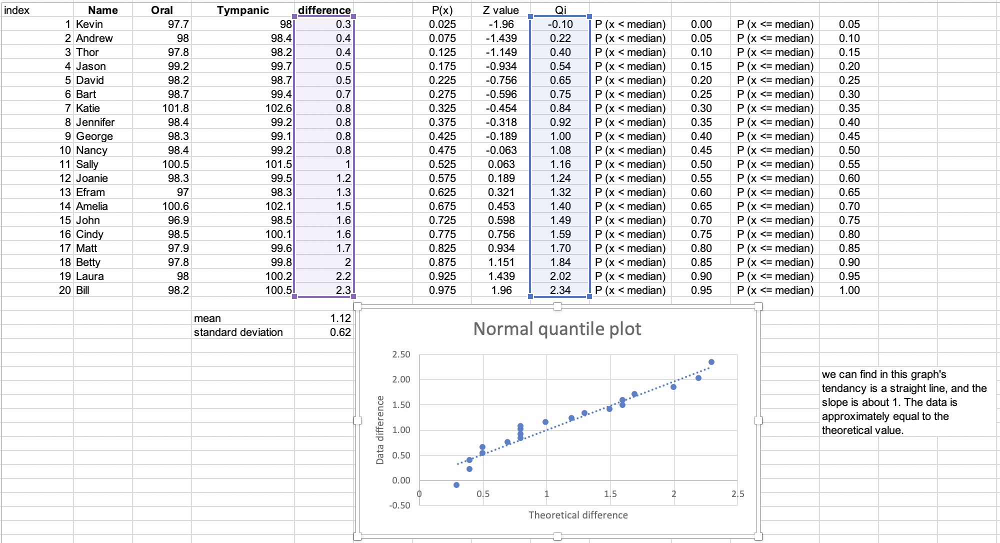 index Name Oral Tympanic difference P(x) Z value Qi
1 Kevin 97.7 98 0.3 0.025 -1.96 -0.10 P (x < median) 0.00 P (x <= median) 0.05
2 Andrew 98 98.4 0.4 0.075 -1.439 0.22 P (x < median) 0.05 P (x <= median) 0.10
3 Thor 97.8 98.2 0.4 0.125 -1.149 0.40 P (x < median) 0.10 P (x <= median) 0.15
4 Jason 99.2 99.7 0.5 0.175 -0.934 0.54 P (x < median) 0.15 P (x <= median) 0.20
5 David 98.2 98.7 0.5 0.225 -0.756 0.65 P (x < median) 0.20 P (x <= median) 0.25
6 Bart 98.7 99.4 0.7 0.275 -0.596 0.75 P (x < median) 0.25 P (x <= median) 0.30
7 Katie 101.8 102.6 0.8 0.325 -0.454 0.84 P (x < median) 0.30 P (x <= median) 0.35
8 Jennifer 98.4 99.2 0.8 0.375 -0.318 0.92 P (x < median) 0.35 P (x <= median) 0.40
9 George 98.3 99.1 0.8 0.425 -0.189 1.00 P (x < median) 0.40 P (x <= median) 0.45
10 Nancy 98.4 99.2 0.8 0.475 -0.063 1.08 P (x < median) 0.45 P (x <= median) 0.50
11 Sally 100.5 101.5 1 0.525 0.063 1.16 P (x < median) 0.50 P (x <= median) 0.55
12 Joanie 98.3 99.5 1.2 0.575 0.189 1.24 P (x < median) 0.55 P (x <= median) 0.60
13 Efram 97 98.3 1.3 0.625 0.321 1.32 P (x < median) 0.60 P (x <= median) 0.65
14 Amelia 100.6 102.1 1.5 0.675 0.453 1.40 P (x < median) 0.65 P (x <= median) 0.70
15 John 96.9 98.5 1.6 0.725 0.598 1.49 P (x < median) 0.70 P (x <= median) 0.75
16 Cindy 98.5 100.1 1.6 0.775 0.756 1.59 P (x < median) 0.75 P (x <= median) 0.80
17 Matt 97.9 99.6 1.7 0.825 0.934 1.70 P (x < median) 0.80 P (x <= median) 0.85
18 Betty 97.8 99.8 2 0.875 1.151 1.84 P (x < median) 0.85 P (x <= median) 0.90
19 Laura 98 100.2 2.2 0.925 1.439 2.02 P (x < median) 0.90 P (x <= median) 0.95
20 Bill 98.2 100.5 2.3 0.975 1.96 2.34 P (x < median) 0.95 P (x <= median) 1.00
mean 1.12
standard deviation 0.62
Normal quantile plot
2.50
2.00
1.50
1.00
0.50
0.00
-0.50
Data difference
0 0.5 1 1.5 2 2.5
Theoretical difference
we can find in this graph's
tendancy is a straight line, and the
slope is about 1. The data is
approximately equal to the
theoretical value.